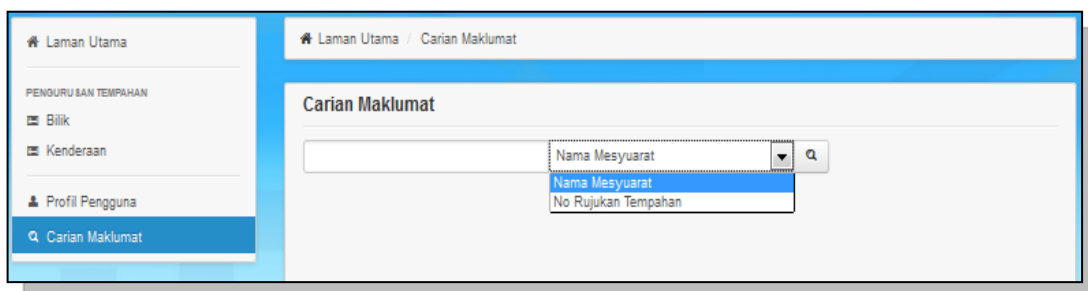 Laman Utama
PENGURUSAN TEMPAHAN
Bilik
Kenderaan
Profil Pengguna
Carian Maklumat
Laman Utama / Carian Maklumat
Carian Maklumat
Nama Mesyuarat
Nama Mesyuarat
No Rujukan Tempahan